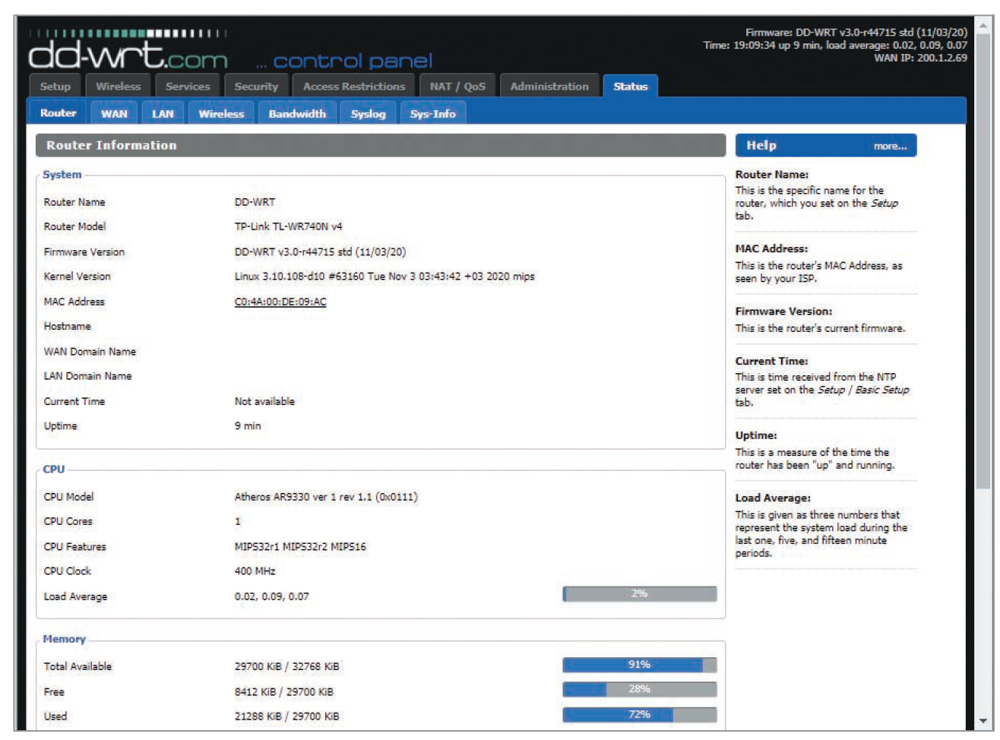 dd-wrt.com ... control panel
Firmware: DD-WRT v3.0-r44715 std (11/03/20)
Time: 19:09:34 up 9 min, load average: 0.02, 0.09, 0.07
WAN IP: 200.1.2.69
Setup Wireless Services Security Access Restrictions NAT / QoS Administration Status
Router WAN LAN Wireless Bandwidth Syslog Sys-Info
Router Information
System
Router Name DD-WRT
Router Model TP-Link TL-WR740N v4
Firmware Version DD-WRT v3.0-r44715 std (11/03/20)
Kernel Version Linux 3.10.108-d10 #63160 Tue Nov 3 03:43:42 +03 2020 mips
MAC Address C0:4A:00:DE:09:AC
Hostname
WAN Domain Name
LAN Domain Name
Current Time Not available
Uptime 9 min
CPU
CPU Model Atheros AR9330 ver 1 rev 1.1 (0x0111)
CPU Cores 1
CPU Features MIPS32r1 MIPS32r2 MIPS16
CPU Clock 400 MHz
Load Average 0.02, 0.09, 0.07 2%
Memory
Total Available 29700 KiB / 32768 KiB 91%
Free 8412 KiB / 29700 KiB 28%
Used 21288 KiB / 29700 KiB 72%
Help more...
Router Name:
This is the specific name for the
router, which you set on the Setup
tab.
MAC Address:
This is the router's MAC Address, as
seen by your ISP.
Firmware Version:
This is the router's current firmware.
Current Time:
This is time received from the NTP
server set on the Setup / Basic Setup
tab.
Uptime:
This is a measure of the time the
router has been "up" and running.
Load Average:
This is given as three numbers that
represent the system load during the
last one, five, and fifteen minute
periods.